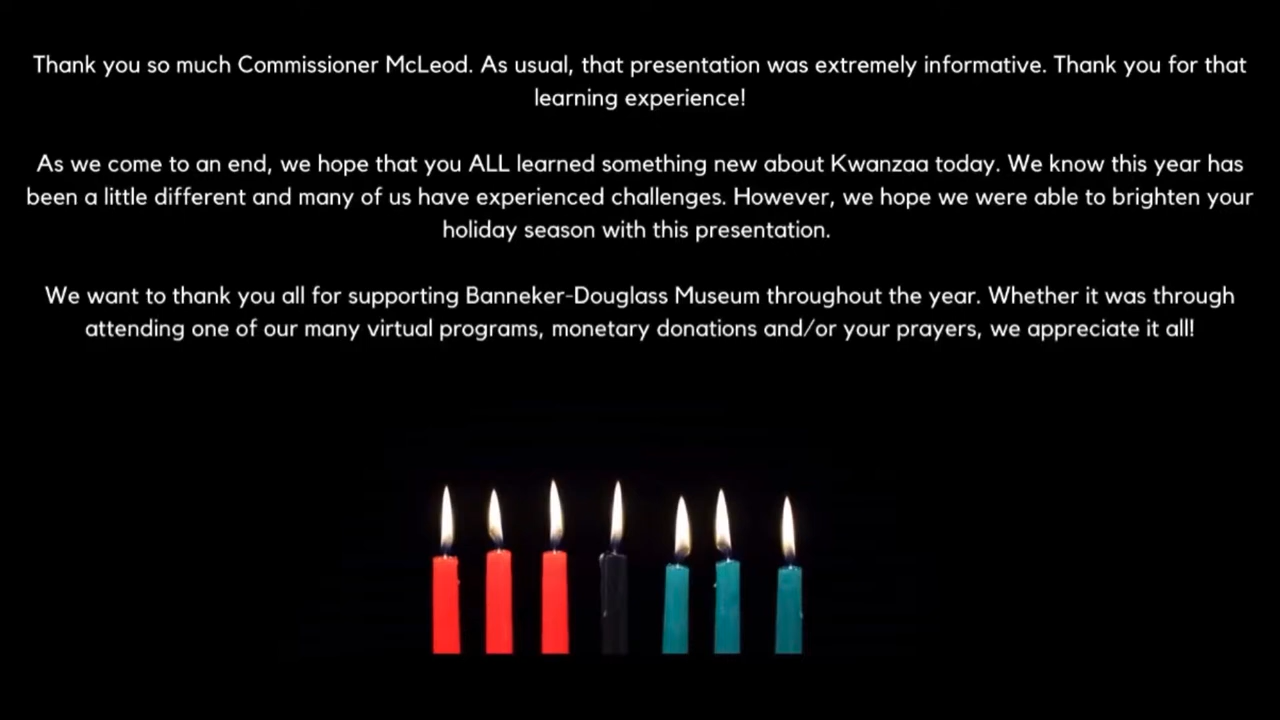 Thank you so much Commissioner McLeod. As usual, that presentation was extremely informative. Thank you for that
learning experience!
As we come to an end, we hope that you ALL learned something new about Kwanzaa today. We know this year has
been a little different and many of us have experienced challenges. However, we hope we were able to brighten your
holiday season with this presentation.
We want to thank you all for supporting Banneker-Douglass Museum throughout the year. Whether it was through
attending one of our many virtual programs, monetary donations and/or your prayers, we appreciate it all!